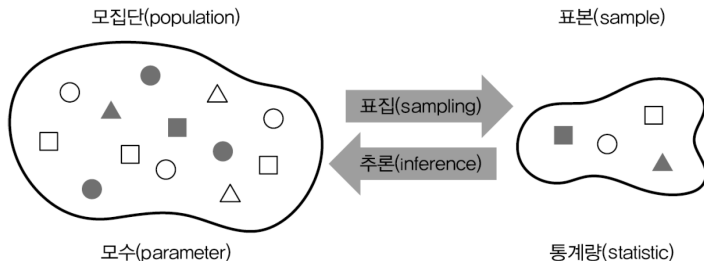 모집단(population)
표본(sample)
표집(sampling)
추론(inference)
모수(parameter)
통계량(statistic)